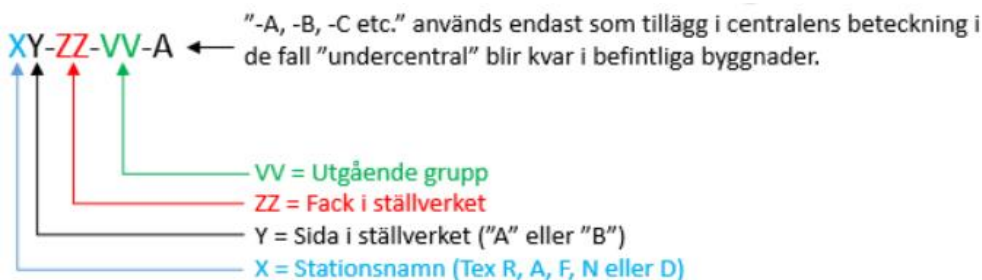 "-A, -B, -C etc." används endast som tillägg i centralens beteckning i
XY-ZZ-VV-A
de fall "undercentral" blir kvar i befintliga byggnader.
VV = Utgående grupp
ZZ = Fack i ställverket
Y = Sida i ställverket ("A" eller "B")
X = Stationsnamn (Tex R, A, F, N eller D)